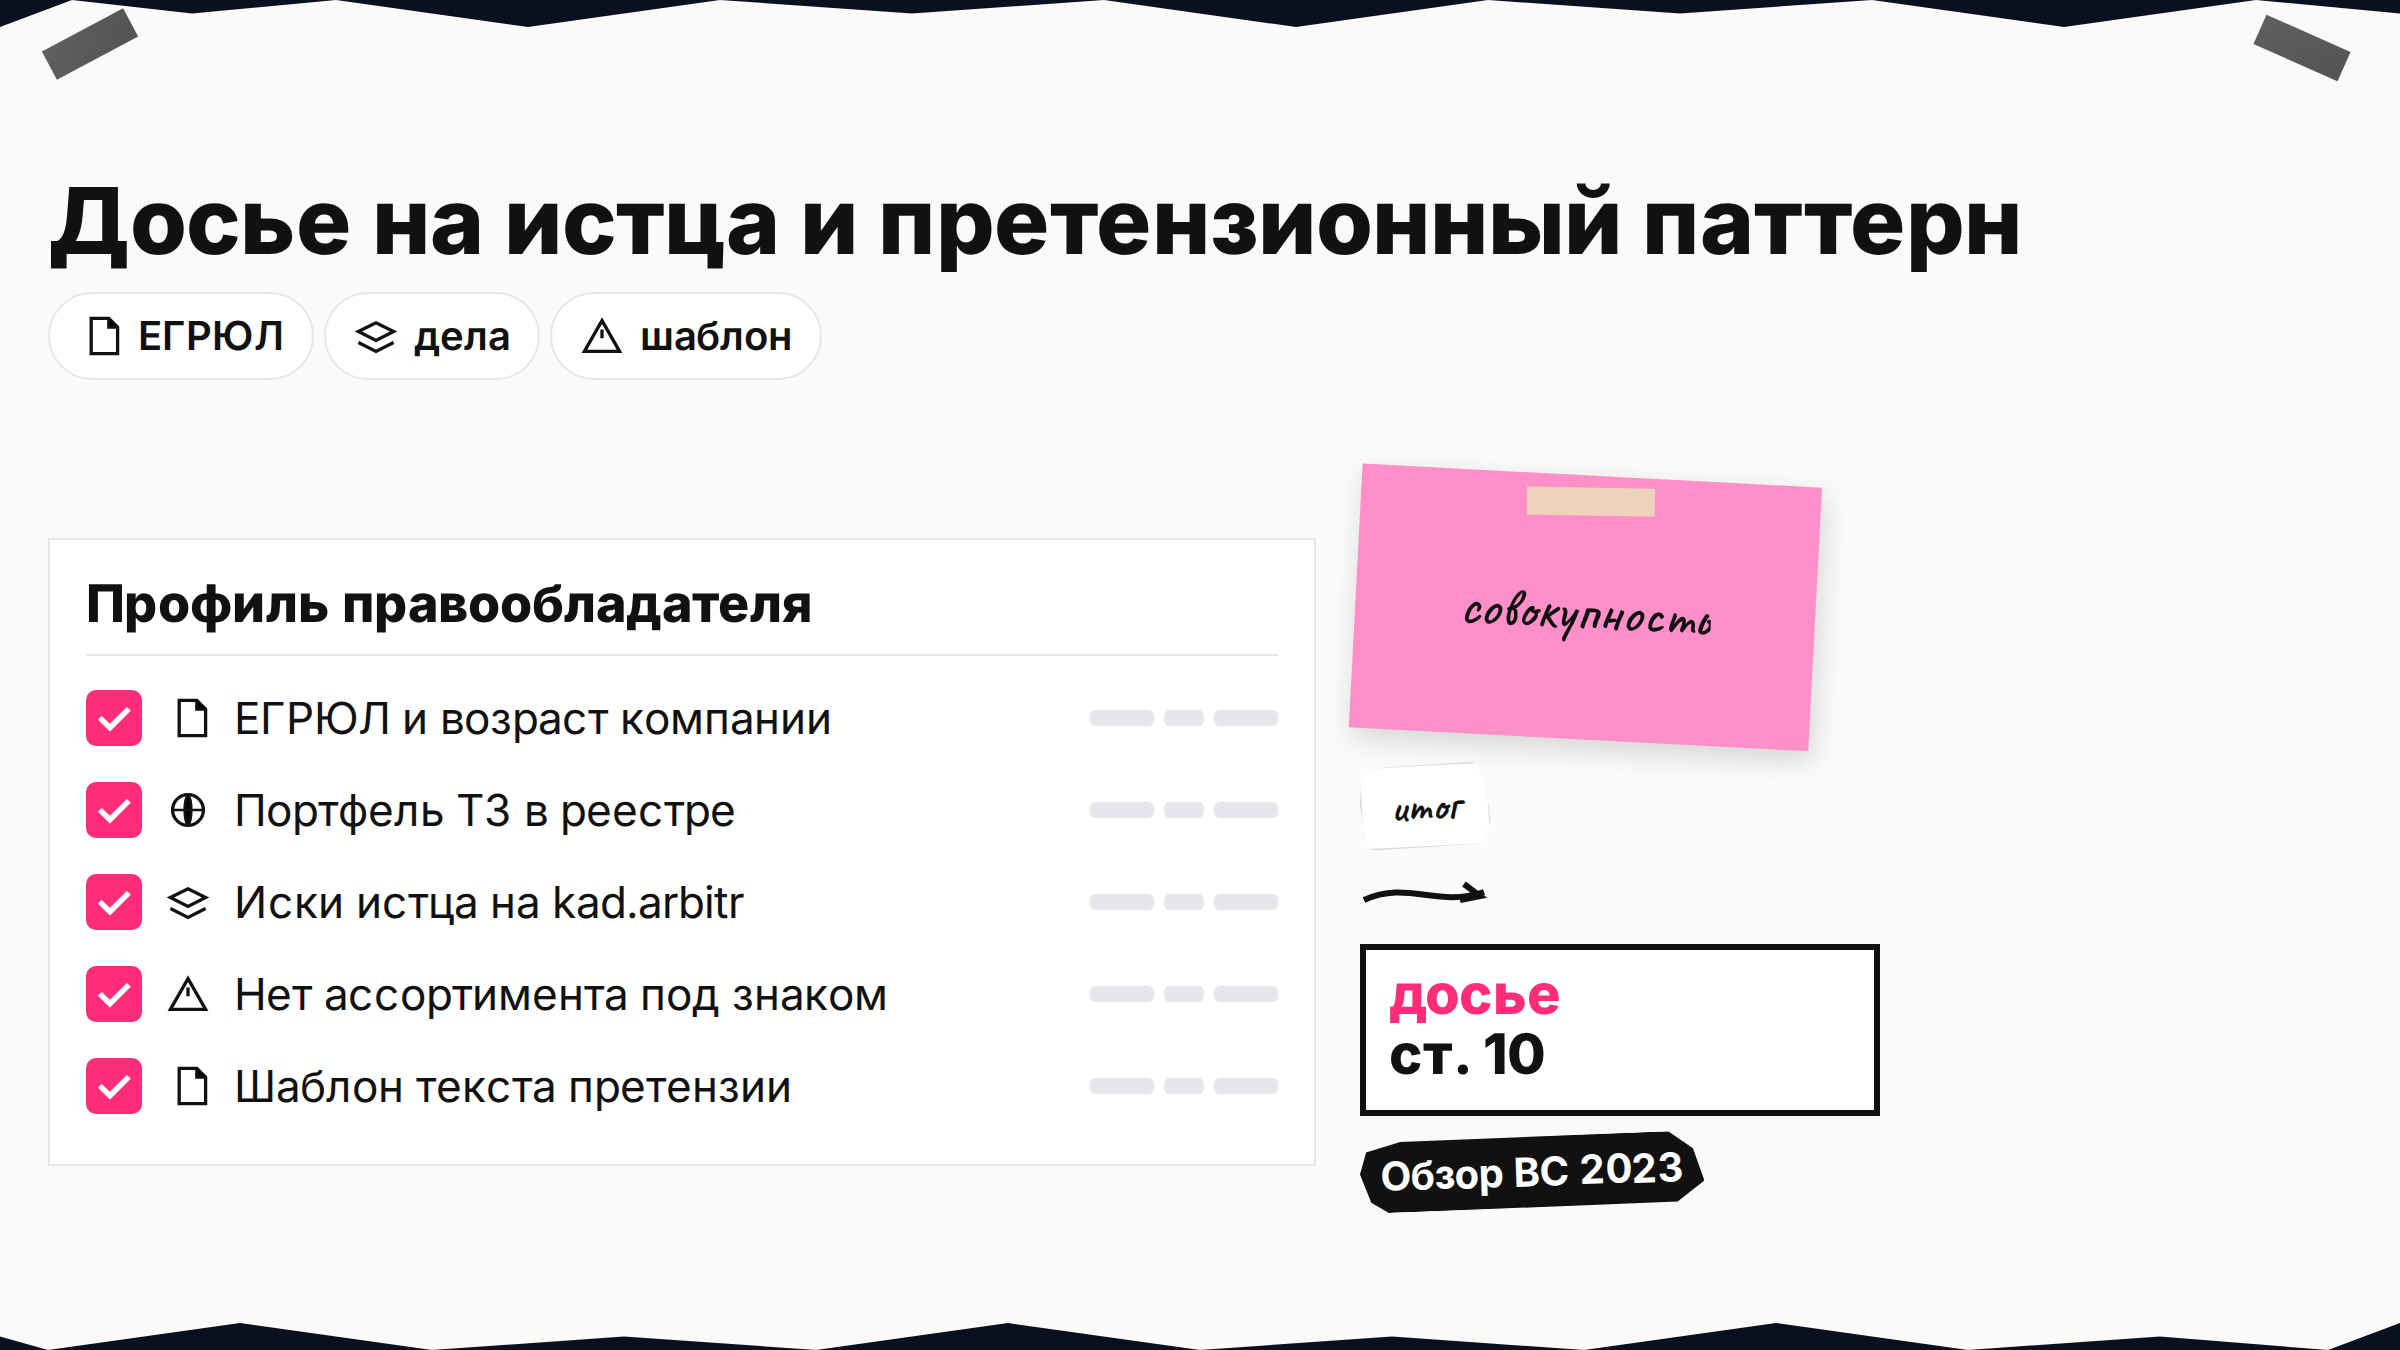 Досье на истца и претензионный паттерн
ЕГРЮЛ
дела
шаблон
Профиль правообладателя
ЕГРЮЛ и возраст компании
Портфель ТЗ в реестре
Иски истца на kad.arbitr
Нет ассортимента под знаком
Шаблон текста претензии
совокупность
итог
досье
ст. 10
Обзор ВС 2023